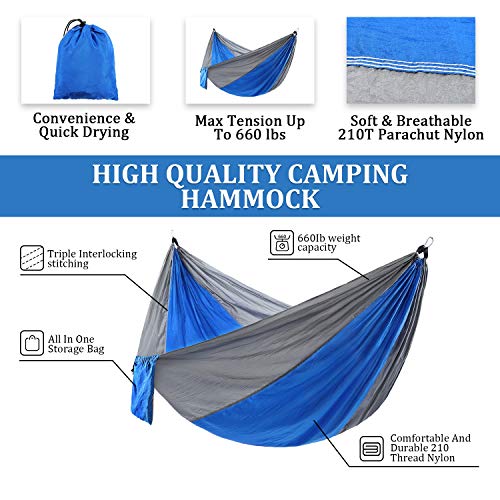 Convenience &
Quick Drying
Max Tension Up
To 660 lbs
Soft & Breathable
210T Parachut Nylon
HIGH QUALITY CAMPING
HAMMOCK
Triple Interlocking
stitching
660
660lb weight
capacity
All In One
Storage Bag
Comfortable And
Durable 210
Thread Nylon